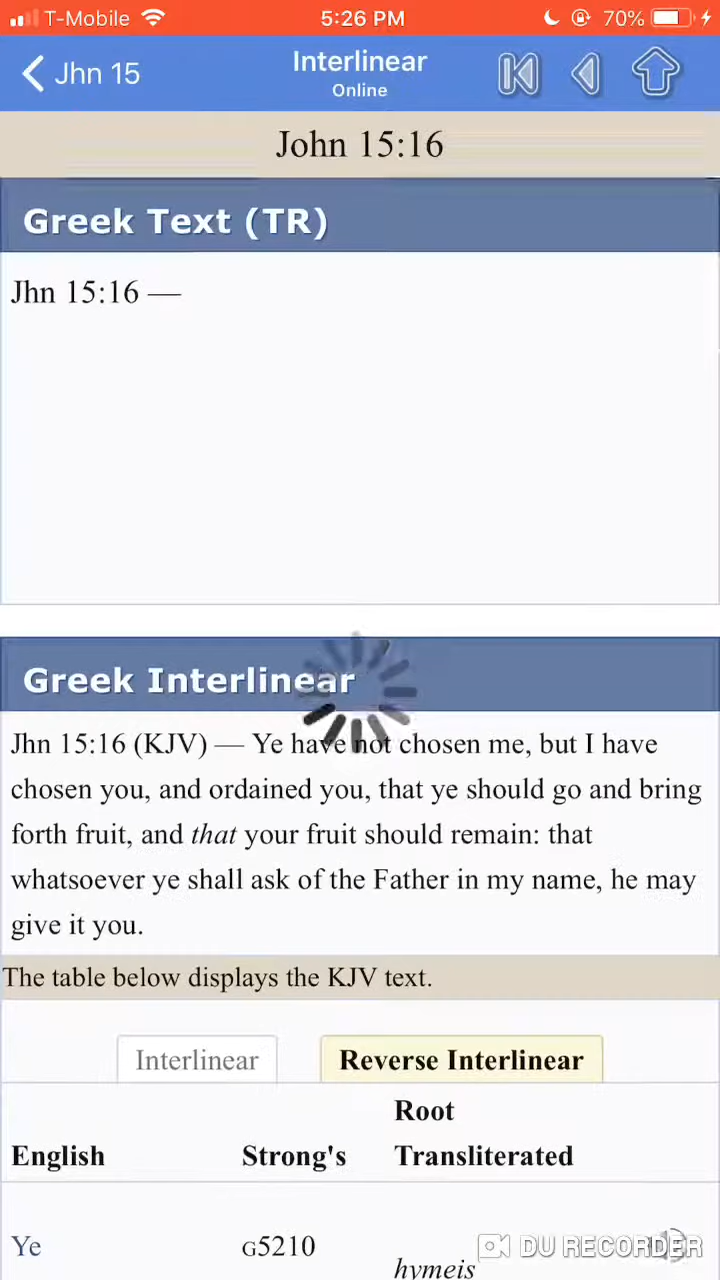 T-Mobile 5:26 PM 70%
Jhn 15 Interlinear
Online
John 15:16
Greek Text (TR)
Jhn 15:16 —
Greek Interlinear
Jhn 15:16 (KJV) — Ye have not chosen me, but I have
chosen you, and ordained you, that ye should go and bring
forth fruit, and that your fruit should remain: that
whatsoever ye shall ask of the Father in my name, he may
give it you.
The table below displays the KJV text.
Interlinear Reverse Interlinear
Root
English Strong's Transliterated
Ye G5210 DU RECORDER
hymeis